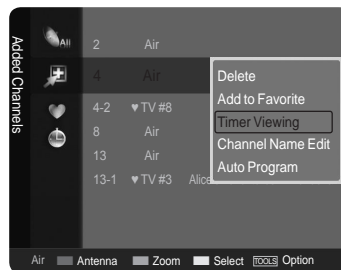 Added Channels
All
2 Air
4 Air
4-2 ♥ TV #8
8 Air
13 Air
13-1 ♥ TV #3 Alice
Delete
Add to Favorite
Timer Viewing
Channel Name Edit
Auto Program
Air Antenna Zoom Select TOOLS Option